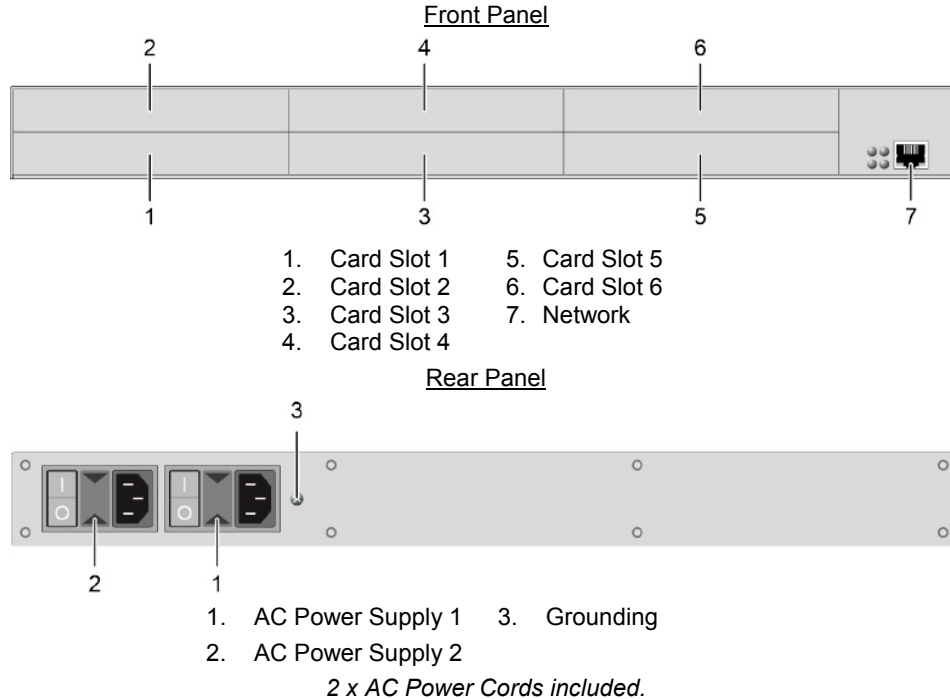 Front Panel
2 4 6
1 3 5 7
1. Card Slot 1 5. Card Slot 5
2. Card Slot 2 6. Card Slot 6
3. Card Slot 3 7. Network
4. Card Slot 4
Rear Panel
3
I O I O
2 1
1. AC Power Supply 1 3. Grounding
2. AC Power Supply 2
2 x AC Power Cords included.